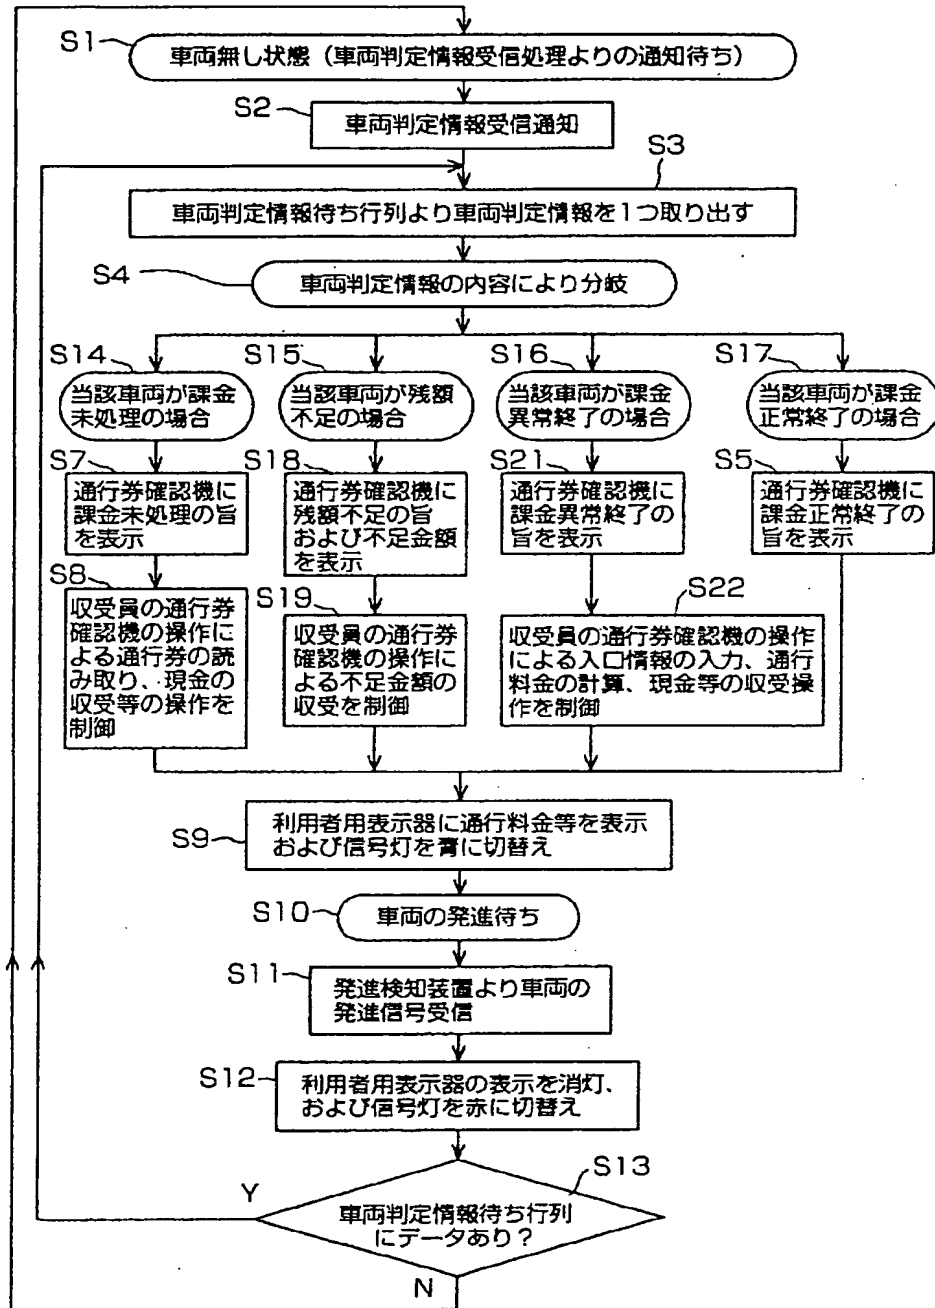 S1
車両無し状態（車両判定情報受信処理よりの通知待ち）
S2
車両判定情報受信通知
S3
車両判定情報待ち行列より車両判定情報を1つ取り出す
S4
車両判定情報の内容により分岐
S14
当該車両が課金
未処理の場合
S15
当該車両が残額
不足の場合
S16
当該車両が課金
異常終了の場合
S17
当該車両が課金
正常終了の場合
S7
通行券確認機に
課金未処理の旨
を表示
S18
通行券確認機に
残額不足の旨
および不足金額
を表示
S21
通行券確認機に
課金異常終了の
旨を表示
S5
通行券確認機に
課金正常終了の
旨を表示
S8
収受員の通行券
確認機の操作に
よる通行券の読
み取り、現金の
収受等の操作を
制御
S19
収受員の通行券
確認機の操作に
よる不足金額の
収受を制御
S22
収受員の通行券確認機の操作
による入口情報の入力、通行
料金の計算、現金等の収受操
作を制御
S9
利用者用表示器に通行料金等を表示
および信号灯を青に切替え
S10
車両の発進待ち
S11
発進検知装置より車両の
発進信号受信
S12
利用者用表示器の表示を消灯、
および信号灯を赤に切替え
S13
車両判定情報待ち行列
にデータあり？
Y
N